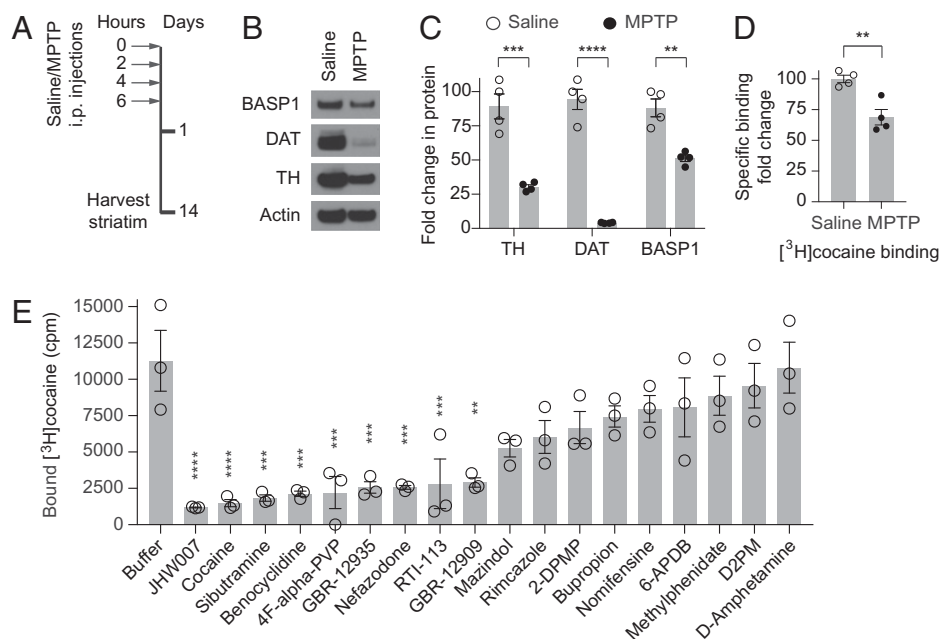 A
Hours Days
Saline/MPTP
i.p. injections
0
2
4
6
1
Harvest
striatim
14
B
Saline
MPTP
BASP1
DAT
TH
Actin
C
Saline MPTP
*** **** **
Fold change in protein
100
75
50
25
0
TH DAT BASP1
D
**
Specific binding
fold change
100
75
50
25
0
Saline MPTP
[3H]cocaine binding
E
Bound [3H]cocaine (cpm)
15000
12500
10000
7500
5000
2500
0
**** **** *** *** *** *** *** *** **
Buffer
JHW007
Cocaine
Sibutramine
Benocyclidine
4F-alpha-PVP
GBR-12935
Nefazodone
RTI-113
GBR-12909
Mazindol
Rimcazole
2-DPMP
Bupropion
Nomifensine
6-APDB
Methylphenidate
D2PM
D-Amphetamine